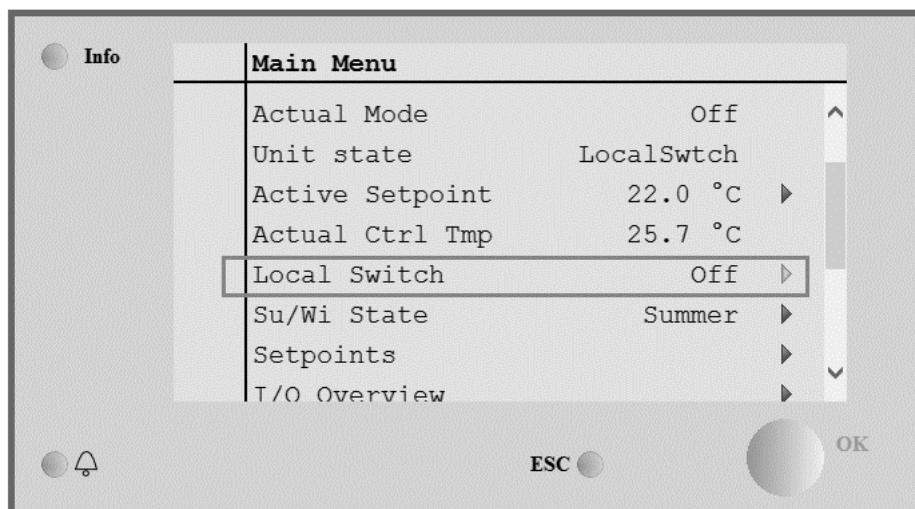 Info
Main Menu
Actual Mode Off
Unit state LocalSwtch
Active Setpoint 22.0 °C
Actual Ctrl Tmp 25.7 °C
Local Switch Off
Su/Wi State Summer
Setpoints
I/O Overview
ESC
OK